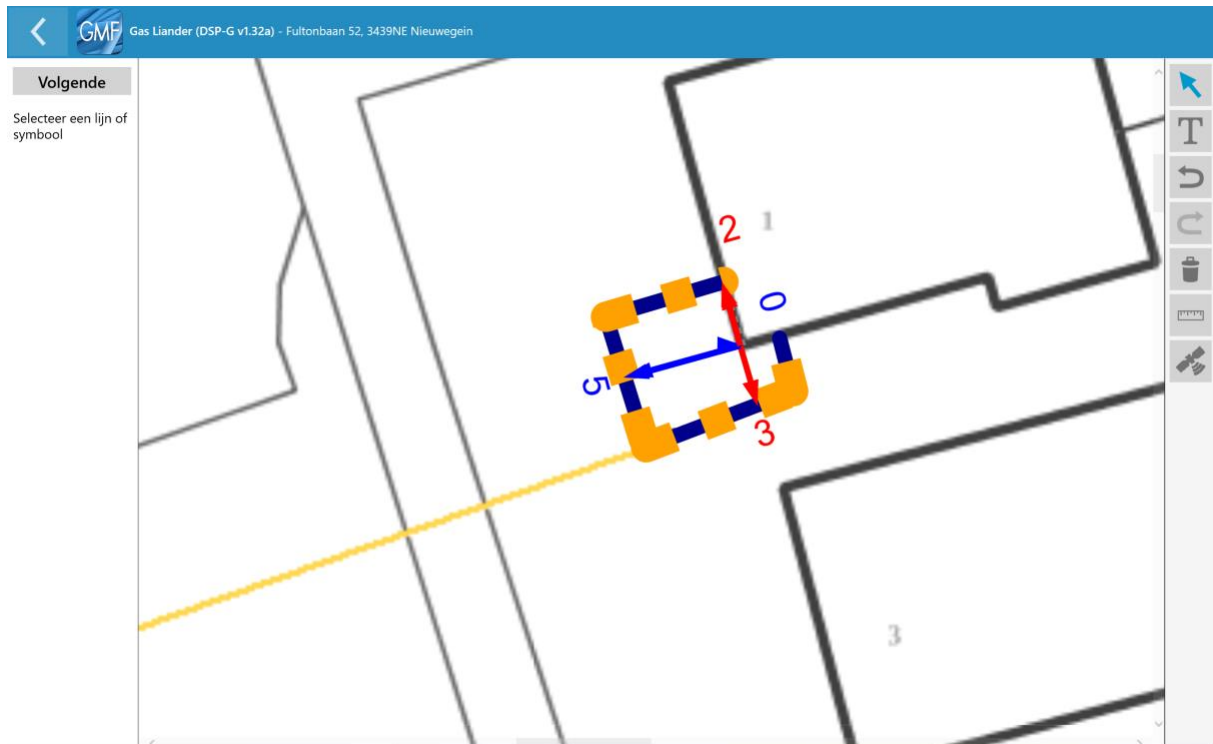 GMF
Gas Liander (DSP-G v1.32a) - Fultonbaan 52, 3439NE Nieuwegein
Volgende
Selecteer een lijn of
symbool
T
2
1
0
5
3
3